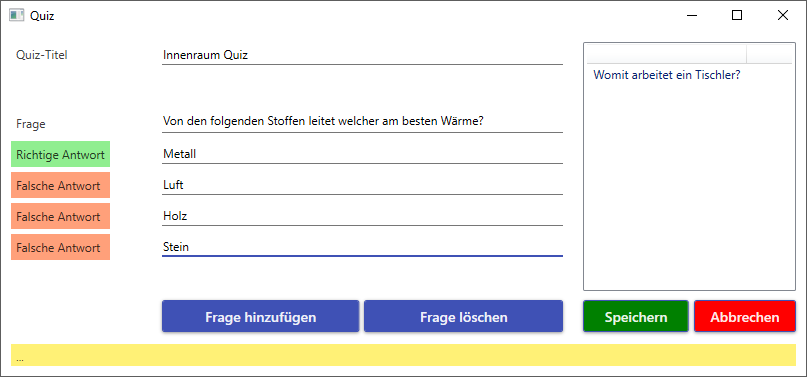 Quiz
Quiz-Titel
Innenraum Quiz
Frage
Von den folgenden Stoffen leitet welcher am besten Wärme?
Richtige Antwort
Metall
Falsche Antwort
Luft
Falsche Antwort
Holz
Falsche Antwort
Stein
Womit arbeitet ein Tischler?
Frage hinzufügen
Frage löschen
Speichern
Abbrechen
...